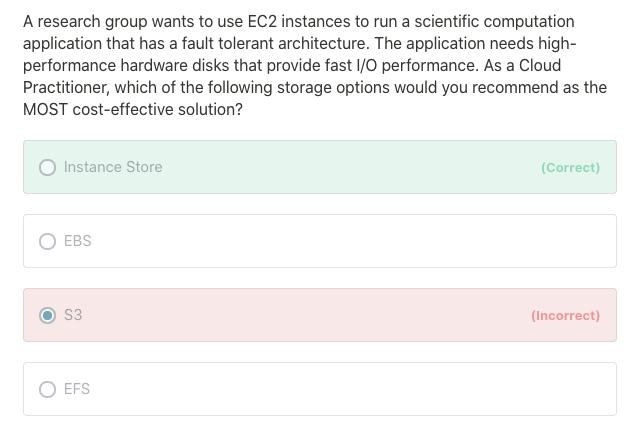 A research group wants to use EC2 instances to run a scientific computation
application that has a fault tolerant architecture. The application needs high-
performance hardware disks that provide fast I/O performance. As a Cloud
Practitioner, which of the following storage options would you recommend as the
MOST cost-effective solution?
Instance Store (Correct)
EBS
S3 (Incorrect)
EFS